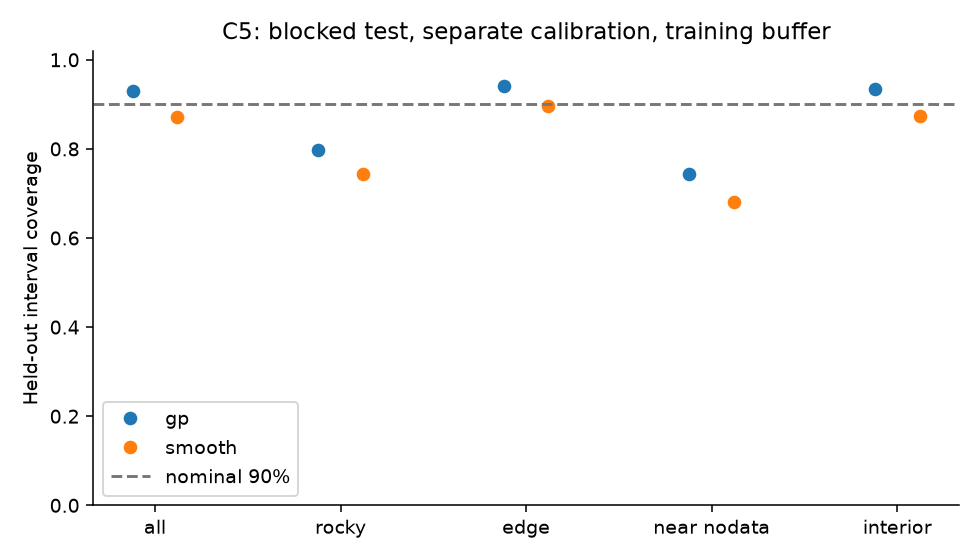 C5: blocked test, separate calibration, training buffer
Held-out interval coverage
1.0
0.8
0.6
0.4
0.2
0.0
gp
smooth
nominal 90%
all
rocky
edge
near nodata
interior